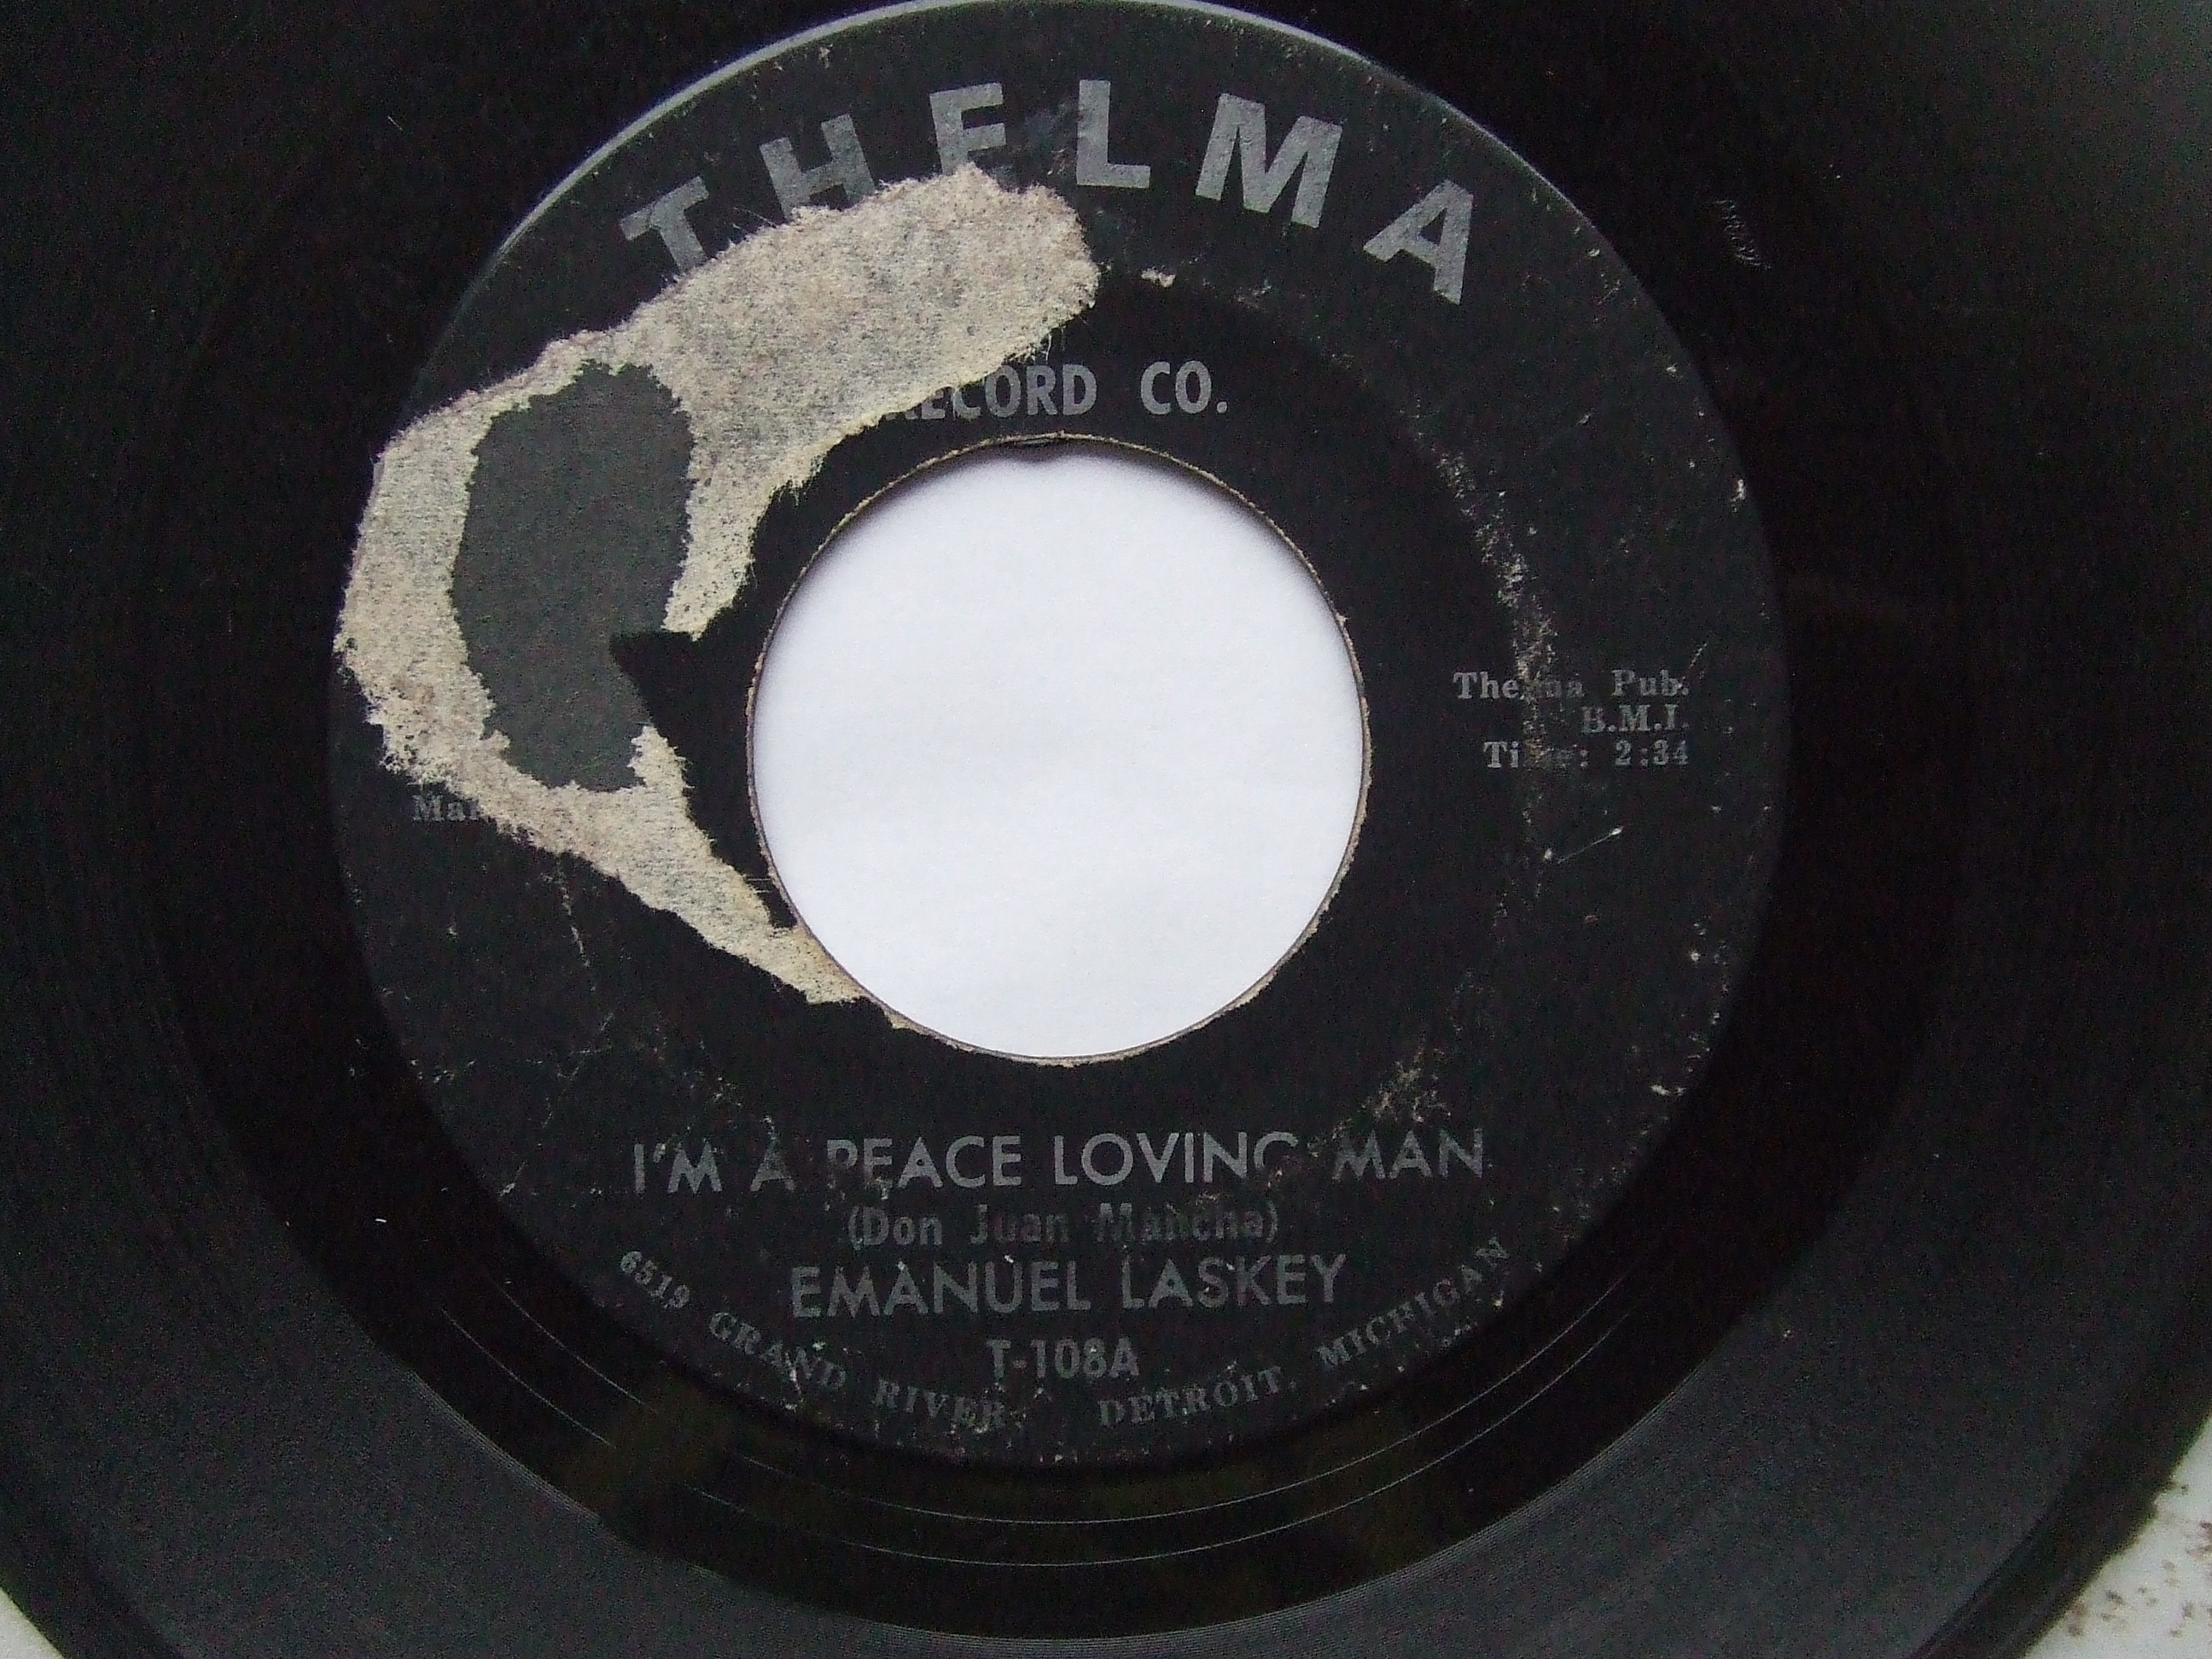 THELMA
RECORD CO.
Thelma Pub.
B.M.I.
Time: 2:34
I'M A PEACE LOVING MAN
(Don Juan Mancha)
EMANUEL LASKEY
T-108A
6519 GRAND RIVER, DETROIT, MICHIGAN